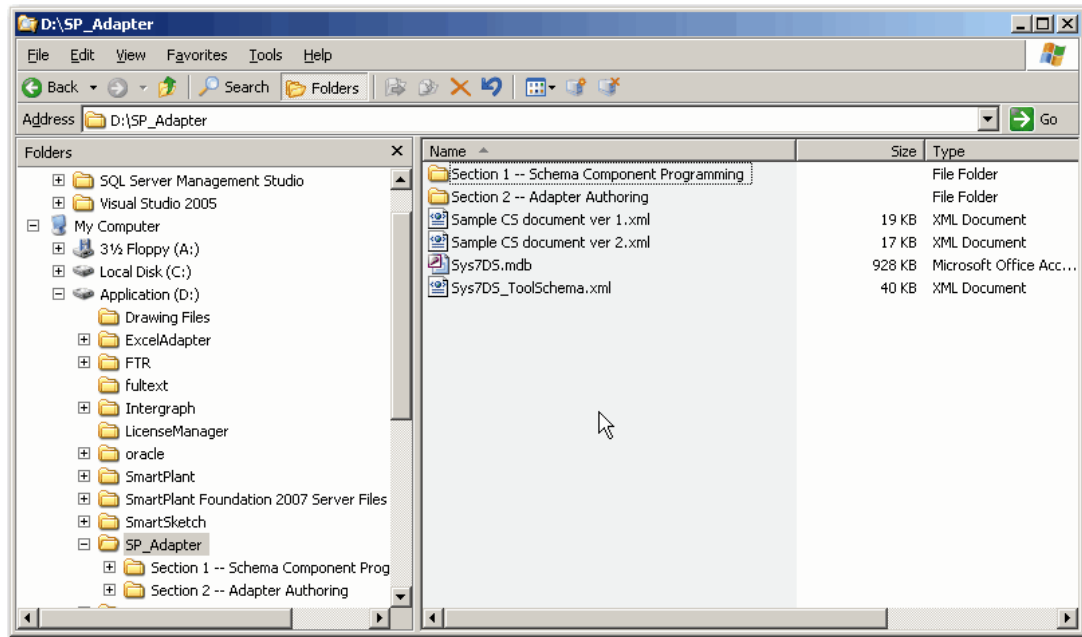 D:\SP_Adapter
File Edit View Favorites Tools Help
Back Search Folders
Address D:\SP_Adapter Go
Folders
SQL Server Management Studio
Visual Studio 2005
My Computer
3½ Floppy (A:)
Local Disk (C:)
Application (D:)
Drawing Files
ExcelAdapter
FTR
fultext
Intergraph
LicenseManager
oracle
SmartPlant
SmartPlant Foundation 2007 Server Files
SmartSketch
SP_Adapter
Section 1 -- Schema Component Prog
Section 2 -- Adapter Authoring
Name Size Type
Section 1 -- Schema Component Programming File Folder
Section 2 -- Adapter Authoring File Folder
Sample CS document ver 1.xml 19 KB XML Document
Sample CS document ver 2.xml 17 KB XML Document
Sys7DS.mdb 928 KB Microsoft Office Acc...
Sys7DS_ToolSchema.xml 40 KB XML Document